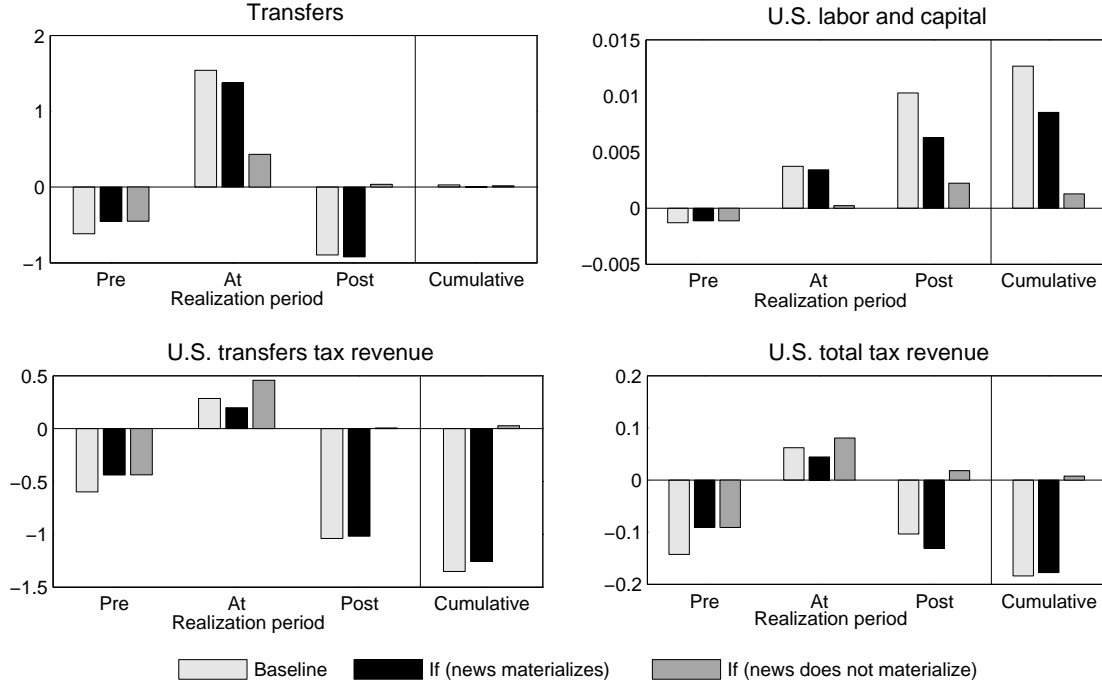 Transfers
2
1
0
−1
Pre At Post Cumulative
Realization period
U.S. labor and capital
0.015
0.01
0.005
0
−0.005
Pre At Post Cumulative
Realization period
U.S. transfers tax revenue
0.5
0
−0.5
−1
−1.5
Pre At Post Cumulative
Realization period
U.S. total tax revenue
0.2
0.1
0
−0.1
−0.2
Pre At Post Cumulative
Realization period
Baseline If (news materializes) If (news does not materialize)